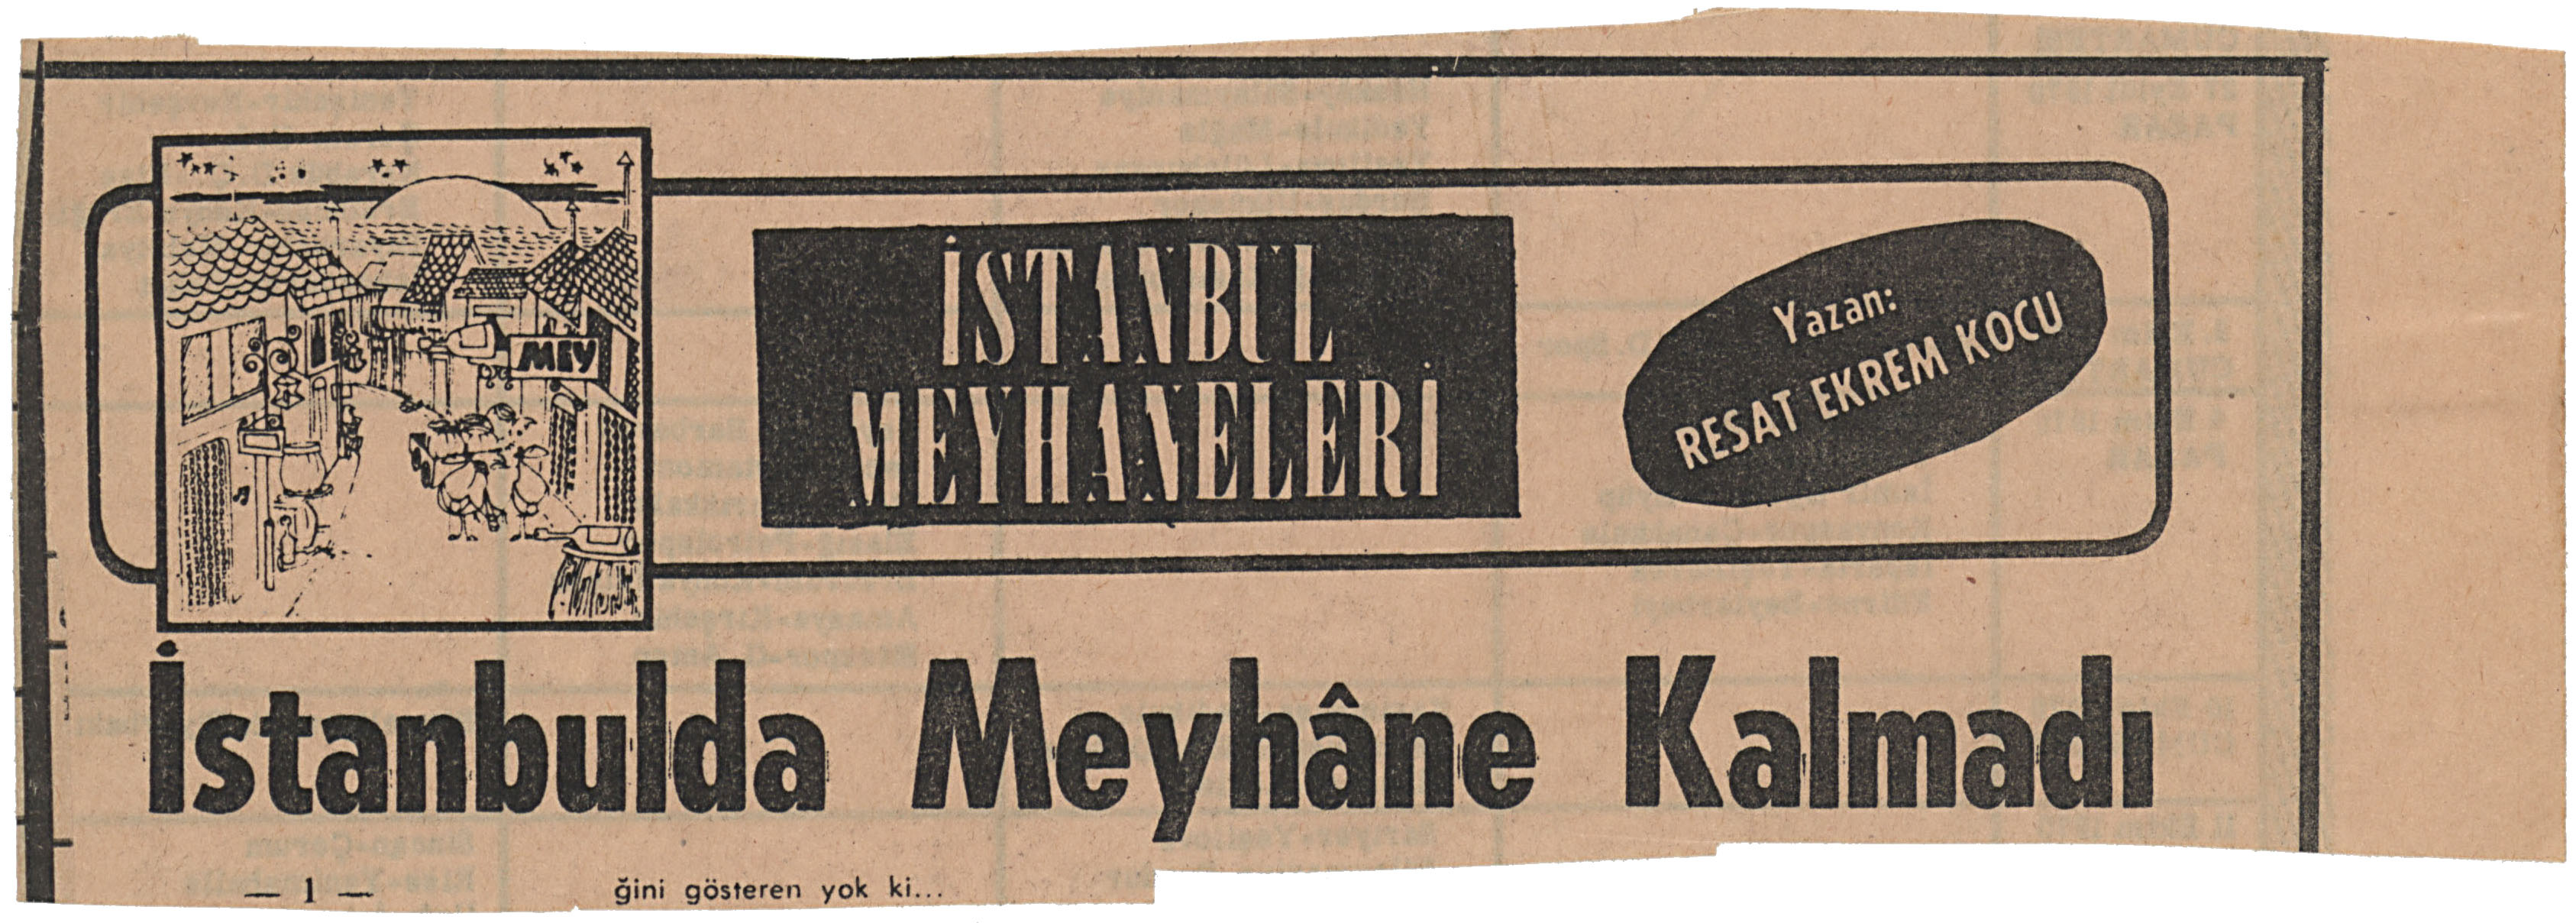 MEY
İSTANBUL
MEYHANELERİ
Yazan:
RESAT EKREM KOCU
İstanbulda Meyhâne Kalmadı
— 1 —
ğini gösteren yok ki...